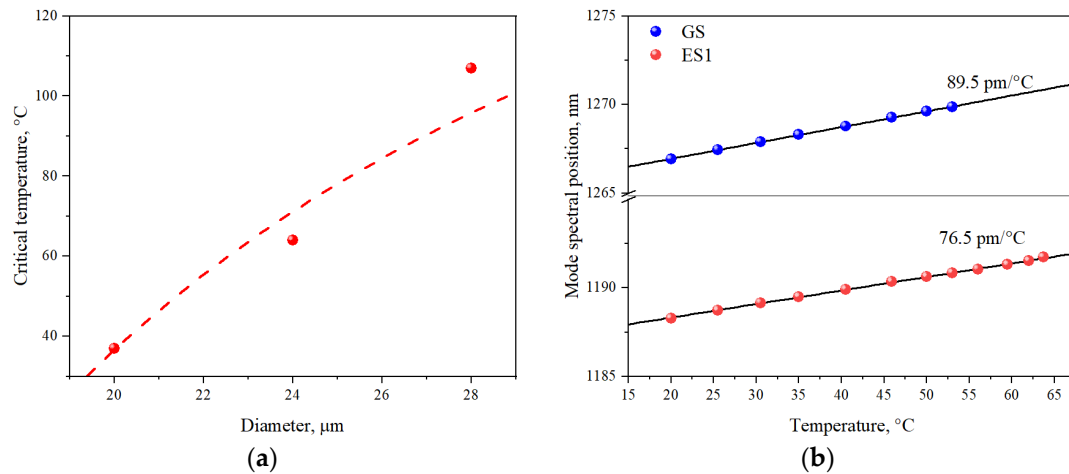 120
100
80
60
40
20
22
24
26
28
Critical temperature, °C
Diameter, μm
(a)
1275
1270
1265
1190
1185
15
20
25
30
35
40
45
50
55
60
65
Mode spectral position, nm
Temperature, °C
GS
ES1
89.5 pm/°C
76.5 pm/°C
(b)